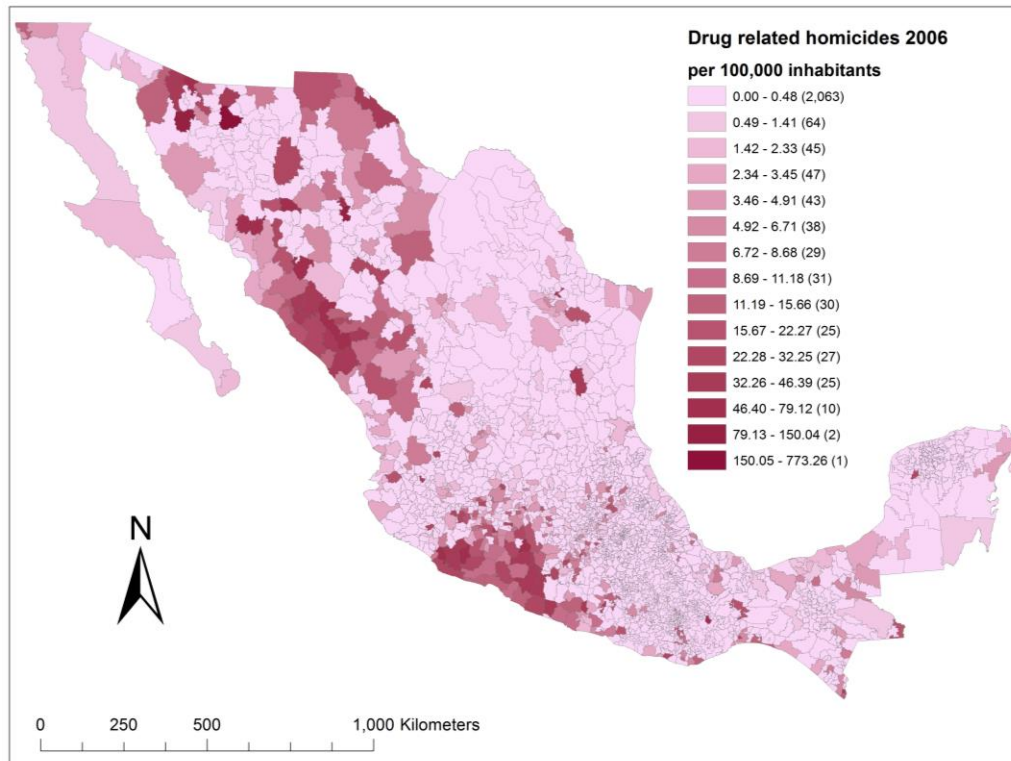 Drug related homicides 2006
per 100,000 inhabitants
0.00 - 0.48 (2,063)
0.49 - 1.41 (64)
1.42 - 2.33 (45)
2.34 - 3.45 (47)
3.46 - 4.91 (43)
4.92 - 6.71 (38)
6.72 - 8.68 (29)
8.69 - 11.18 (31)
11.19 - 15.66 (30)
15.67 - 22.27 (25)
22.28 - 32.25 (27)
32.26 - 46.39 (25)
46.40 - 79.12 (10)
79.13 - 150.04 (2)
150.05 - 773.26 (1)
N
0 250 500 1,000 Kilometers